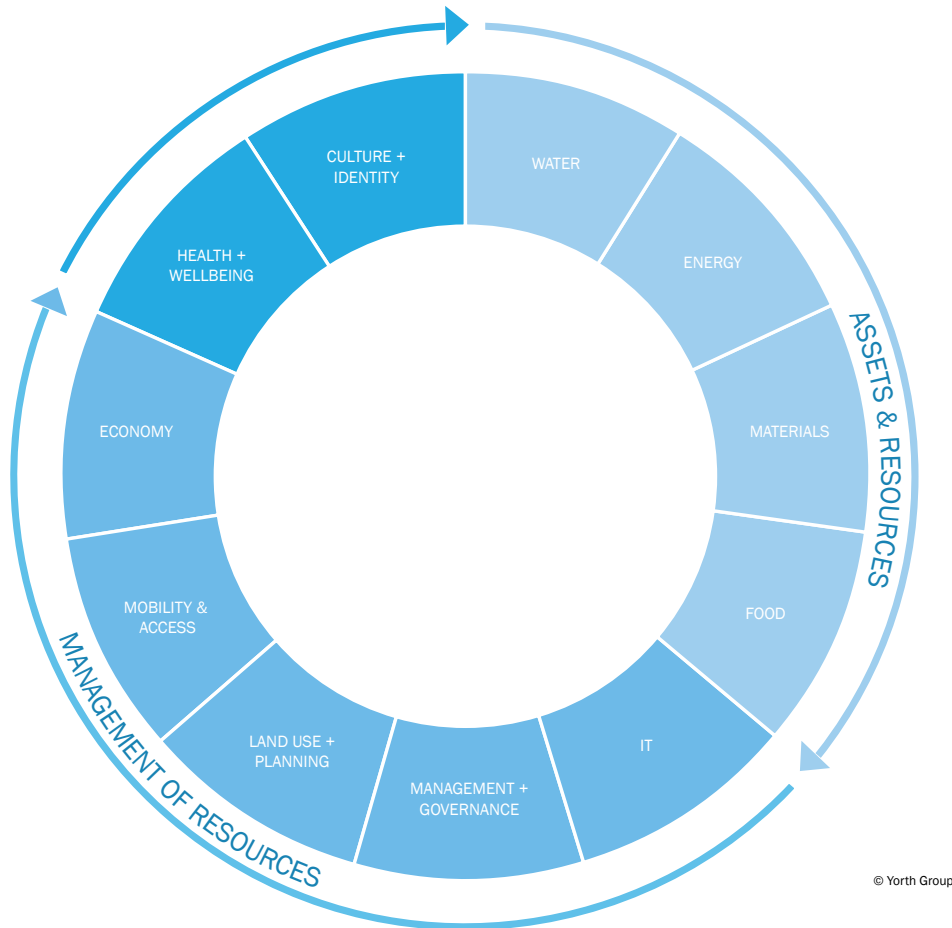 CULTURE +
IDENTITY
WATER
HEALTH +
WELLBEING
ENERGY
ECONOMY
MATERIALS
ASSETS & RESOURCES
MOBILITY &
ACCESS
FOOD
LAND USE +
PLANNING
IT
MANAGEMENT +
GOVERNANCE
MANAGEMENT OF RESOURCES
© Yorth Group